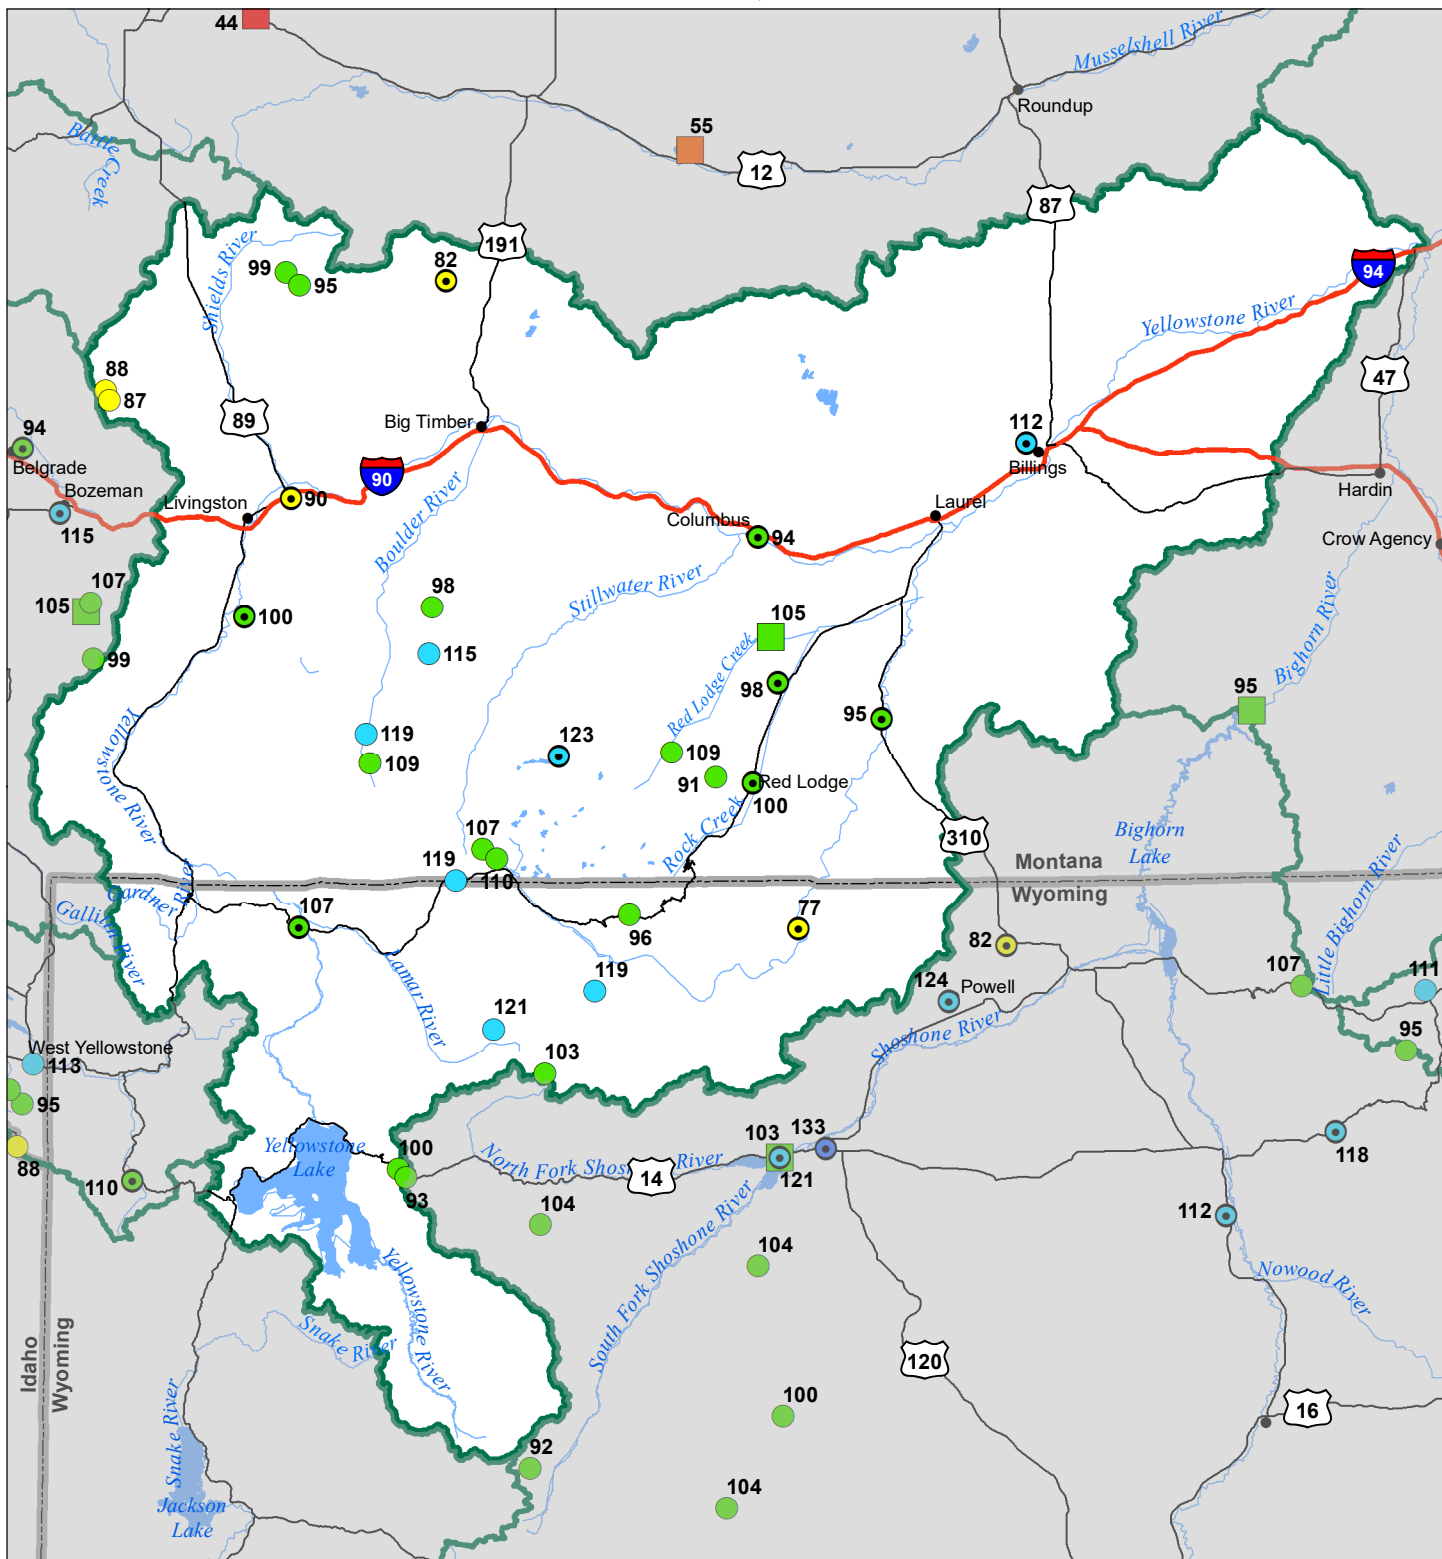 44
Musselshell River
Roundup
55
12
Battle
Creek
87
191
Shields River
99
95
82
94
Yellowstone River
88
87
89
47
Big Timber
94
112
Belgrade
Billings
Bozeman
90
90
Hardin
Livingston
Laurel
Columbus
115
94
Crow Agency
Boulder River
Stillwater River
107
98
105
100
105
Bighorn River
99
115
Red Lodge Creek
98
95
95
Yellowstone River
119
123
109
109
91
Red Lodge
100
107
Rock Creek
310
Bighorn
Lake
119
110
Montana
Wyoming
Gardner River
Gallitin River
Little Bighorn River
107
96
77
82
Lamar River
119
124
Powell
107
111
121
Shoshone River
West Yellowstone
113
103
95
95
88
Yellowstone
Lake
100
93
North Fork Shoshone River
14
103
133
121
118
110
104
112
South Fork Shoshone River
104
Yellowstone River
Nowood River
Snake River
Idaho
Wyoming
120
Snake River
100
16
92
Jackson
Lake
104